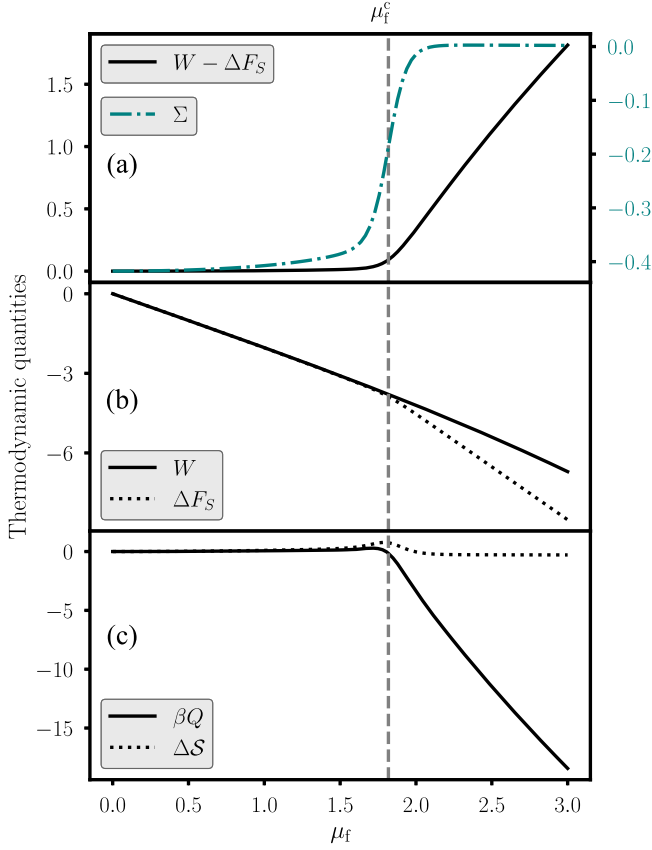 μ_f^c
W − ΔF_S
Σ
(a)
1.5
1.0
0.5
0.0
0.0
−0.1
−0.2
−0.3
−0.4
Thermodynamic quantities
0
−3
−6
(b)
W
ΔF_S
0
−5
−10
−15
(c)
βQ
Δ𝒮
0.0 0.5 1.0 1.5 2.0 2.5 3.0
μ_f